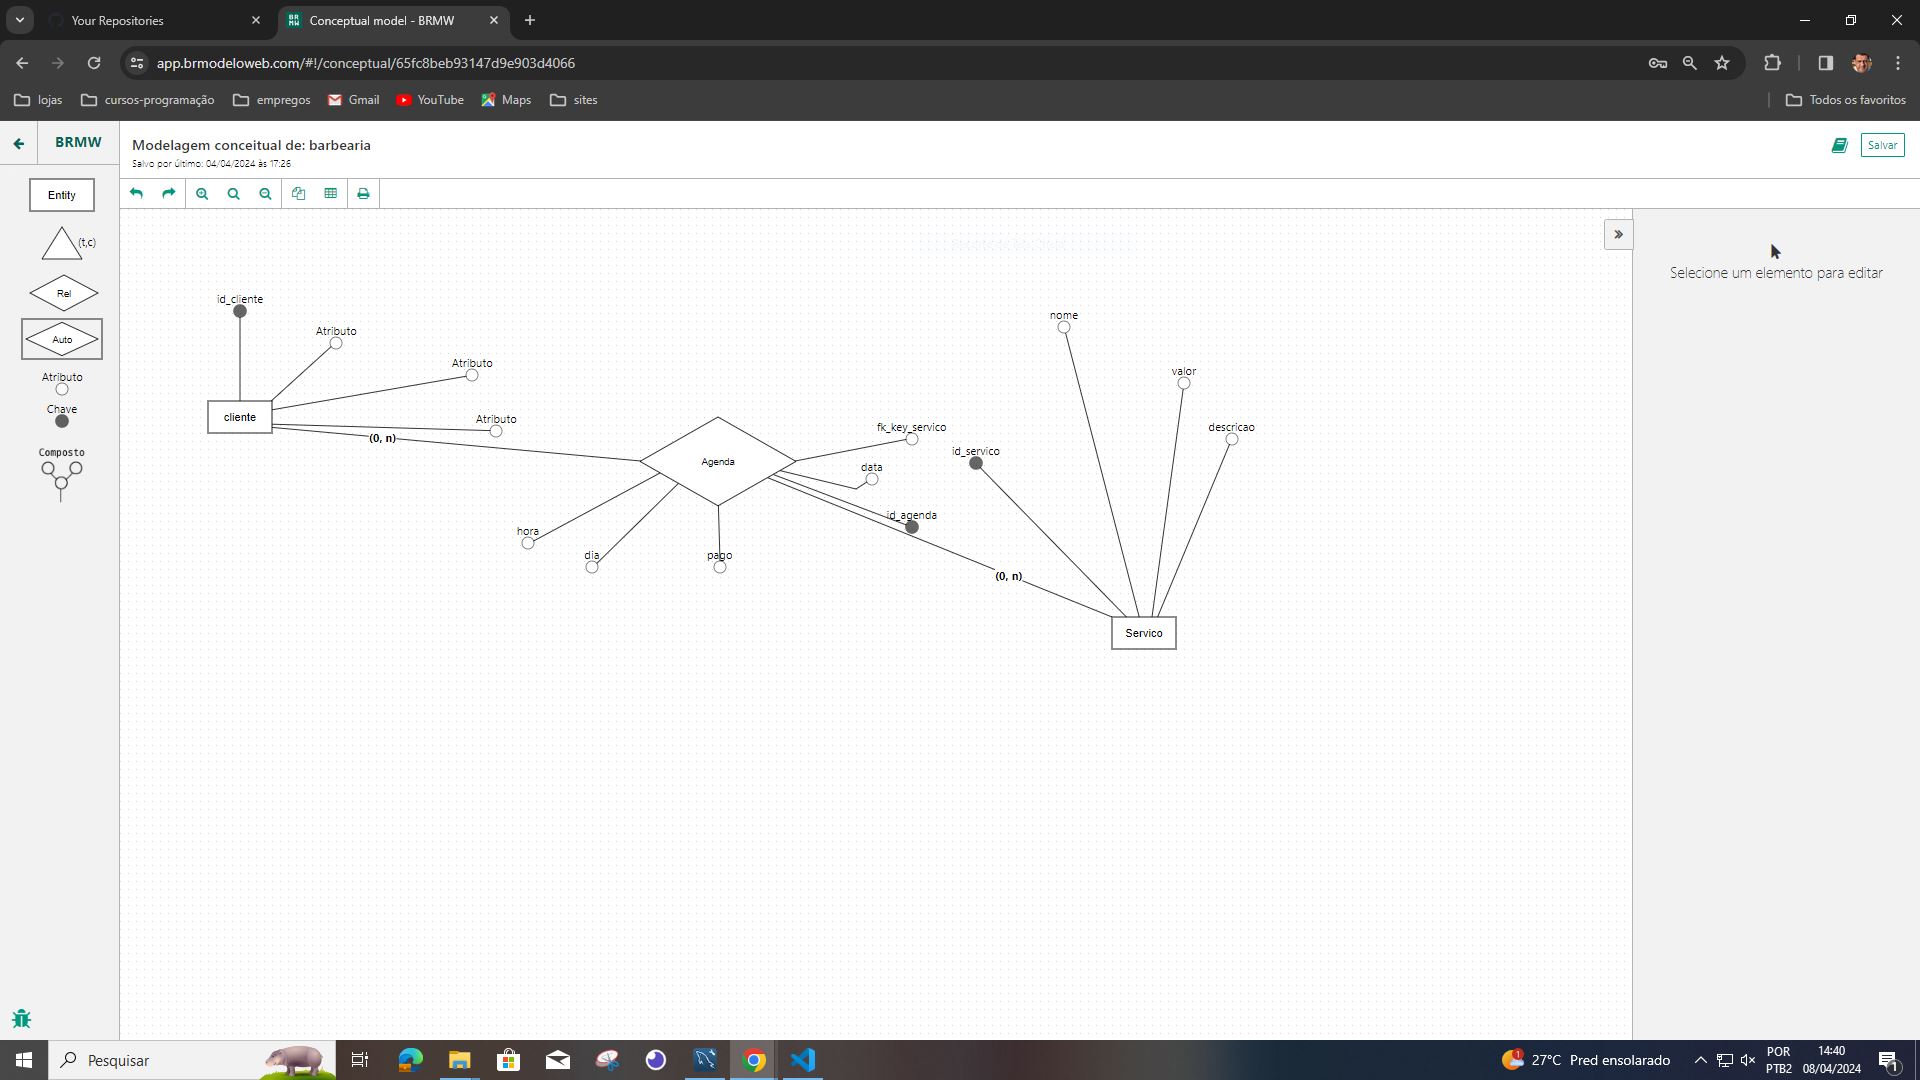 Your Repositories
Conceptual model - BRMW
app.brmodeloweb.com/#!/conceptual/65fc8beb93147d9e903d4066
lojas
cursos-programação
empregos
Gmail
YouTube
Maps
sites
Todos os favoritos
BRMW
Modelagem conceitual de: barbearia
Salvo por último: 04/04/2024 às 17:26
Salvar
Entity
(t,c)
Rel
Auto
Atributo
Chave
Composto
Selecione um elemento para editar
id_cliente
Atributo
Atributo
Atributo
cliente
(0, n)
Agenda
fk_key_servico
data
id_agenda
hora
dia
pago
(0, n)
id_servico
nome
valor
descricao
Servico
Pesquisar
27°C Pred ensolarado
POR
PTB2
14:40
08/04/2024
1
1